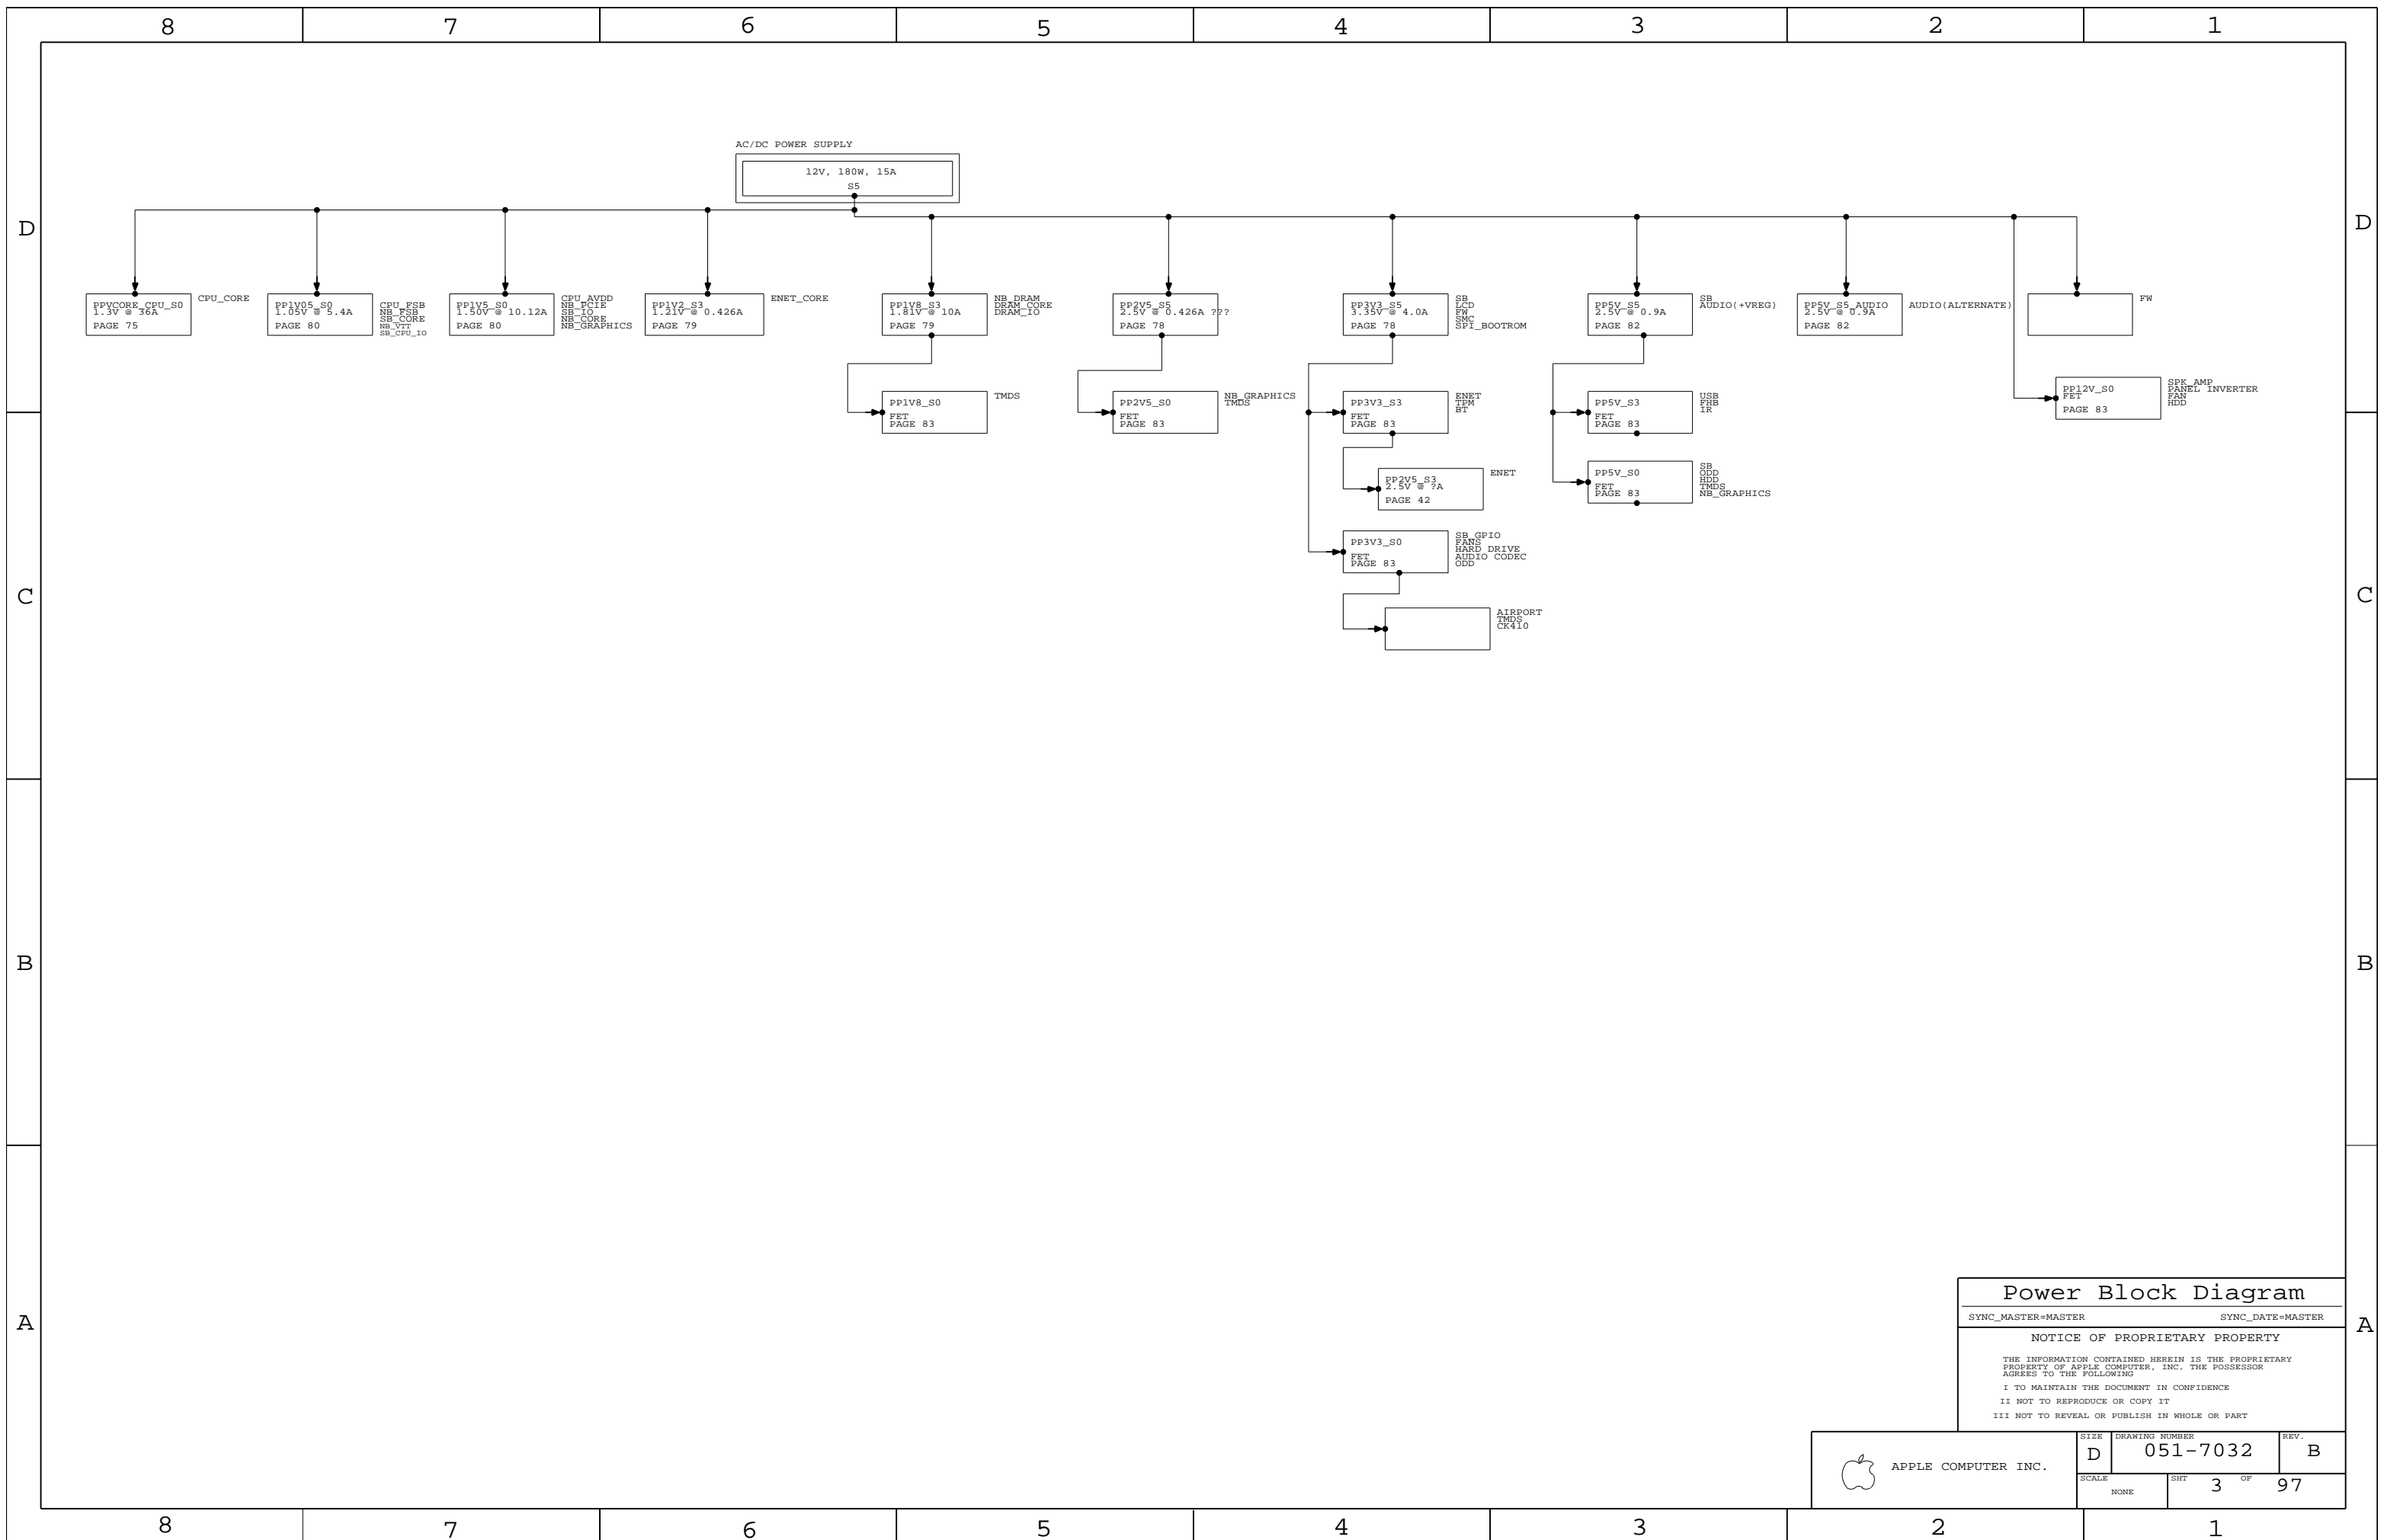 8 7 6 5 4 3 2 1
AC/DC POWER SUPPLY
12V, 180W, 15A
S5
D
D
PPVCORE_CPU_S0
1.3V @ 36A
PAGE 75
CPU_CORE
PP1V05_S0
1.05V @ 5.4A
PAGE 80
CPU_FSB
NB_FSB
SB_CORE
NB_VTT
SB_CPU_IO
PP1V5_S0
1.50V @ 10.12A
PAGE 80
CPU_AVDD
NB_PCIE
SB_IO
NB_CORE
NB_GRAPHICS
PP1V2_S3
1.21V @ 0.426A
PAGE 79
ENET_CORE
PP1V8_S3
1.81V @ 10A
PAGE 79
NB_DRAM
DRAM_CORE
DRAM_IO
PP2V5_S5
2.5V @ 0.426A ???
PAGE 78
PP3V3_S5
3.35V @ 4.0A
PAGE 78
SB
LCD
FW
SMC
SPI_BOOTROM
PP5V_S5
2.5V @ 0.9A
PAGE 82
SB
AUDIO(+VREG)
PP5V_S5_AUDIO
2.5V @ 0.9A
PAGE 82
AUDIO(ALTERNATE)
FW
PP1V8_S0
FET
PAGE 83
TMDS
PP2V5_S0
FET
PAGE 83
NB_GRAPHICS
TMDS
PP3V3_S3
FET
PAGE 83
ENET
TPM
BT
PP5V_S3
FET
PAGE 83
USB
FHB
IR
PP12V_S0
FET
PAGE 83
SPK_AMP
PANEL INVERTER
FAN
HDD
PP2V5_S3
2.5V @ ?A
PAGE 42
ENET
PP5V_S0
FET
PAGE 83
SB
ODD
HDD
TMDS
NB_GRAPHICS
PP3V3_S0
FET
PAGE 83
SB_GPIO
FANS
HARD DRIVE
AUDIO CODEC
ODD
AIRPORT
TMDS
CK410
C
C
B
B
A
A
Power Block Diagram
SYNC_MASTER=MASTER SYNC_DATE=MASTER
NOTICE OF PROPRIETARY PROPERTY
THE INFORMATION CONTAINED HEREIN IS THE PROPRIETARY
PROPERTY OF APPLE COMPUTER, INC. THE POSSESSOR
AGREES TO THE FOLLOWING
I TO MAINTAIN THE DOCUMENT IN CONFIDENCE
II NOT TO REPRODUCE OR COPY IT
III NOT TO REVEAL OR PUBLISH IN WHOLE OR PART
APPLE COMPUTER INC.
SIZE
D
DRAWING NUMBER
051-7032
REV.
B
SCALE
NONE
SHT 3 OF 97
8 7 6 5 4 3 2 1